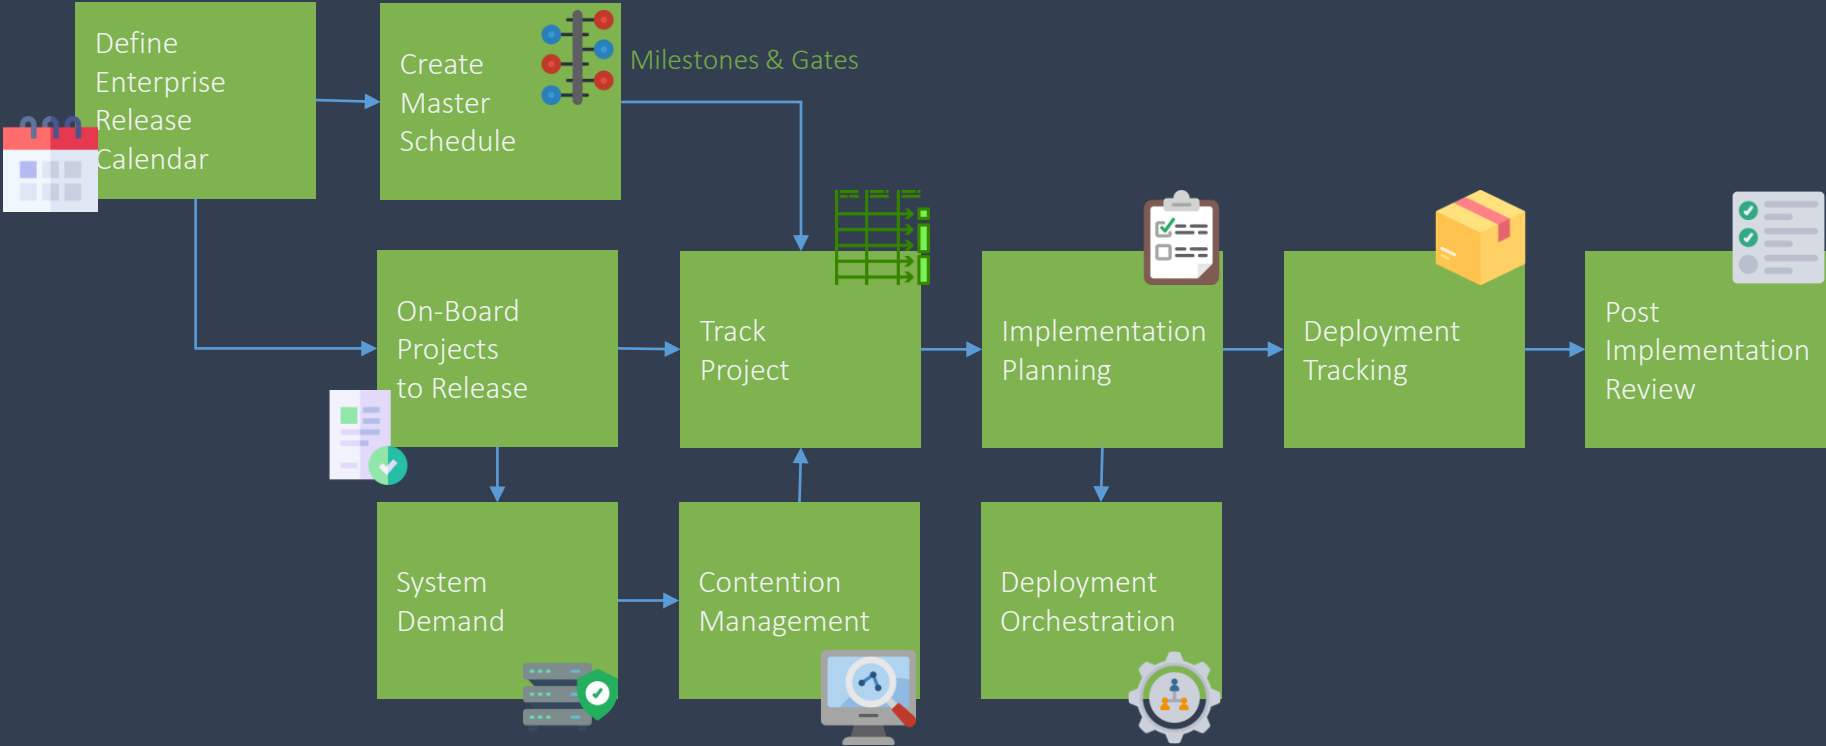 Define
Enterprise
Release
Calendar
Create
Master
Schedule
Milestones & Gates
On-Board
Projects
to Release
Track
Project
Implementation
Planning
Deployment
Tracking
Post
Implementation
Review
System
Demand
Contention
Management
Deployment
Orchestration